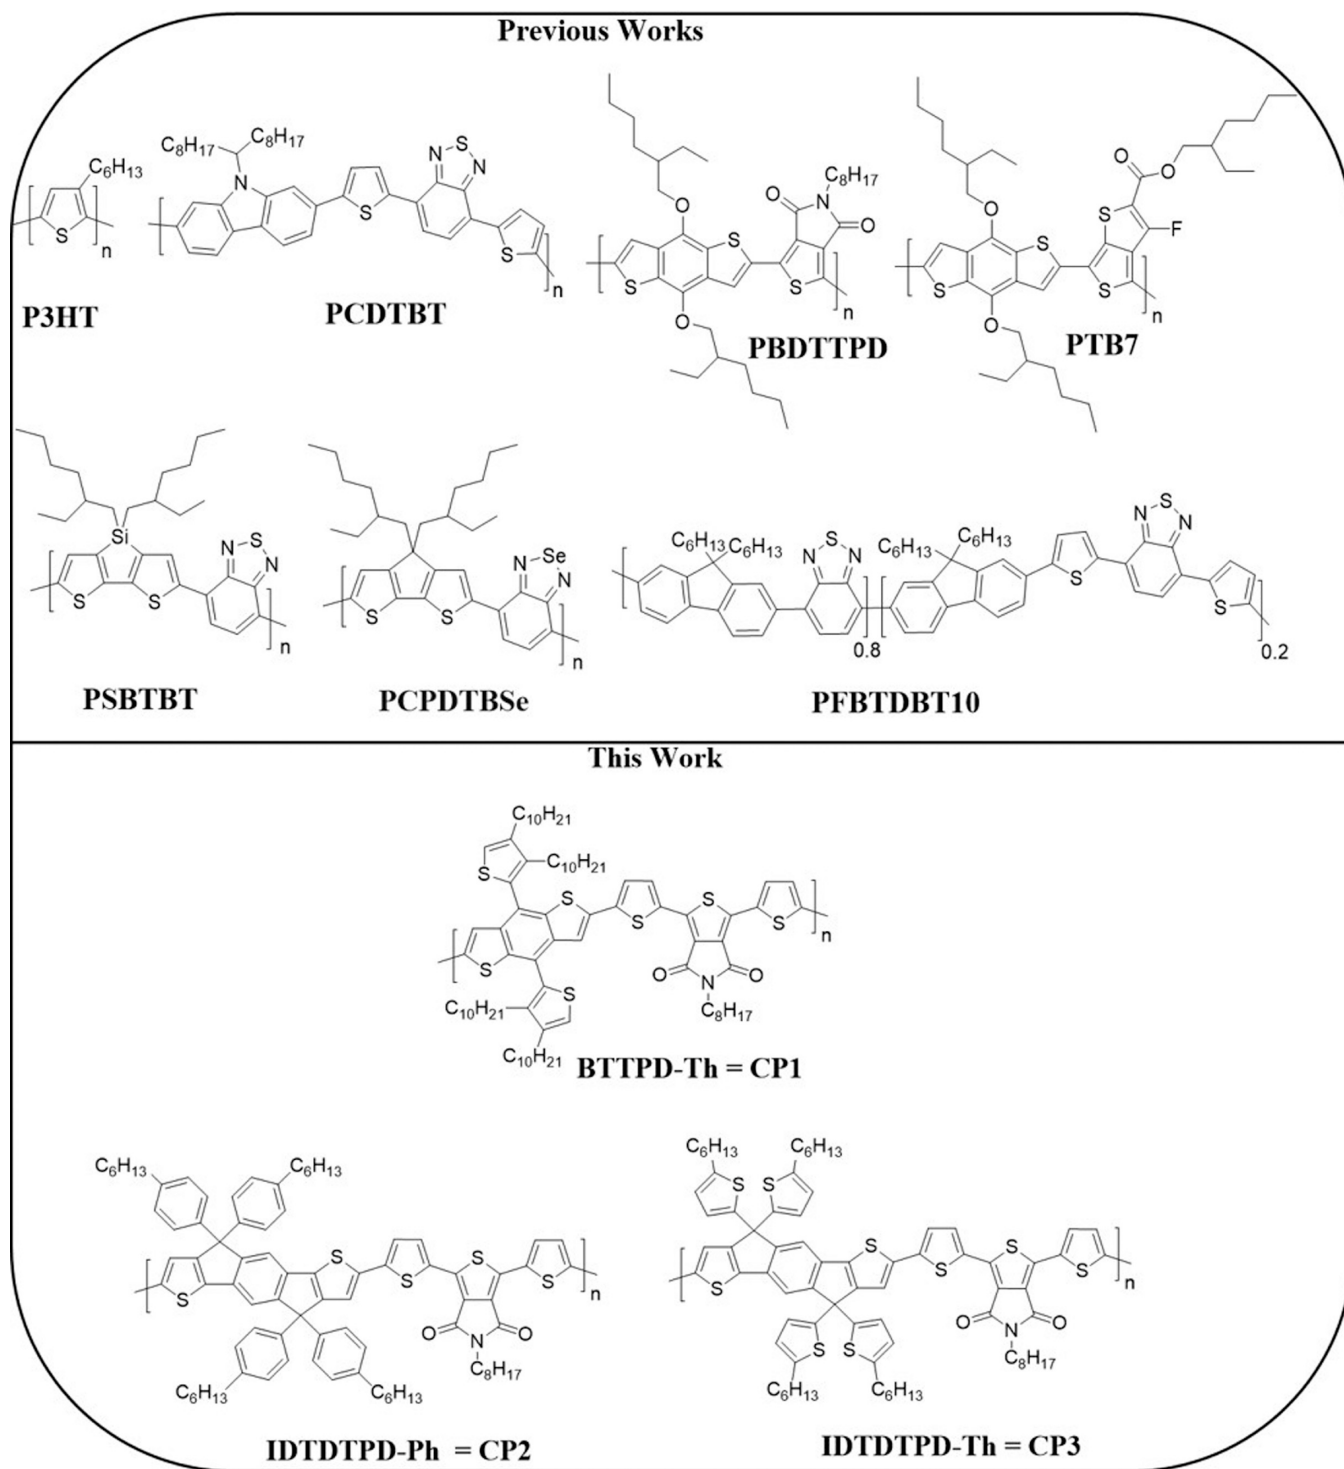 Previous Works
C8H17 C8H17
C6H13
N
N S N
S
S
S
n
n
P3HT
PCDTBT
C8H17
N
O O
O
S
S
S
O
n
PBDTTPD
O
O
O
S
F
S
S
S
O
n
PTB7
Si
S S
N S N
n
PSBTBT
S S
N Se N
n
PCPDTBSe
C6H13 C6H13
N S N
0.8
C6H13 C6H13
S
N S N
S
0.2
PFBTDBT10
This Work
C10H21
C10H21
S
S
S
S
S
S
n
O N O
C8H17
S
C10H21
C10H21
BTTPD-Th = CP1
C6H13 C6H13
S
S
S
S
S
n
O N O
C8H17
C6H13 C6H13
IDTDTPD-Ph = CP2
C6H13 C6H13
S S
S
S
S
S
S
n
O N O
C8H17
S S
C6H13 C6H13
IDTDTPD-Th = CP3